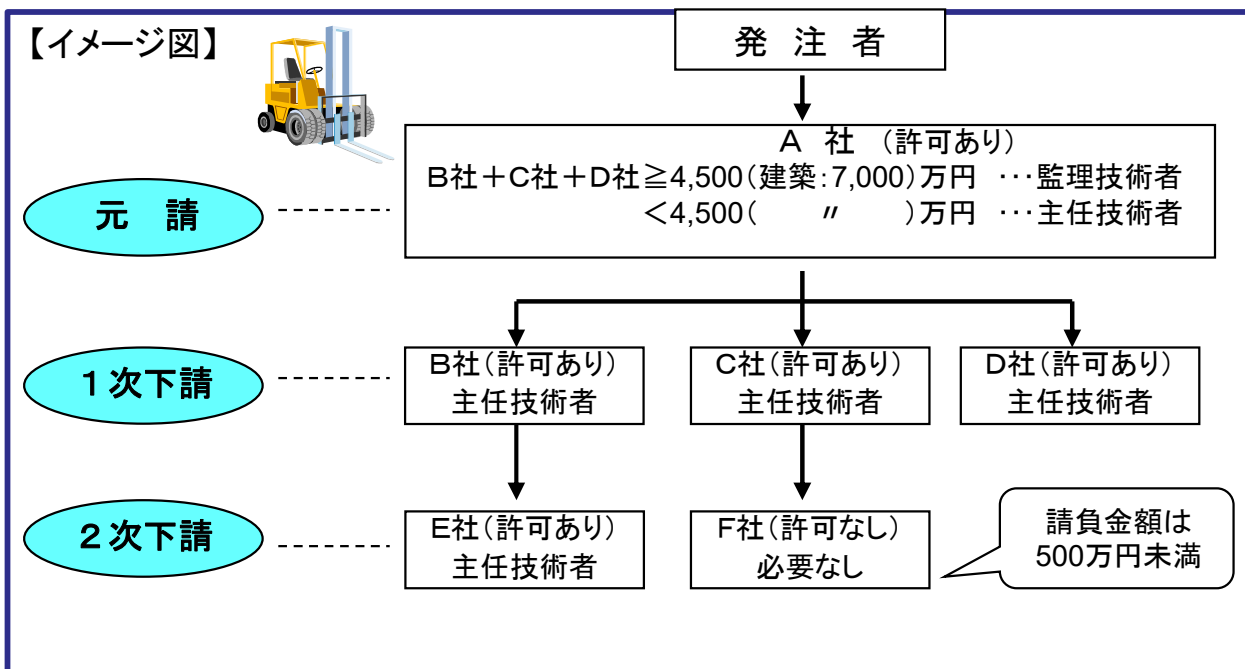 【イメージ図】
発 注 者
A 社 (許可あり)
B社+C社+D社≧4,500(建築:7,000)万円 ···監理技術者
<4,500( 〃 )万円 ···主任技術者
元 請
1次下請
B社(許可あり)
主任技術者
C社(許可あり)
主任技術者
D社(許可あり)
主任技術者
2次下請
E社(許可あり)
主任技術者
F社(許可なし)
必要なし
請負金額は
500万円未満